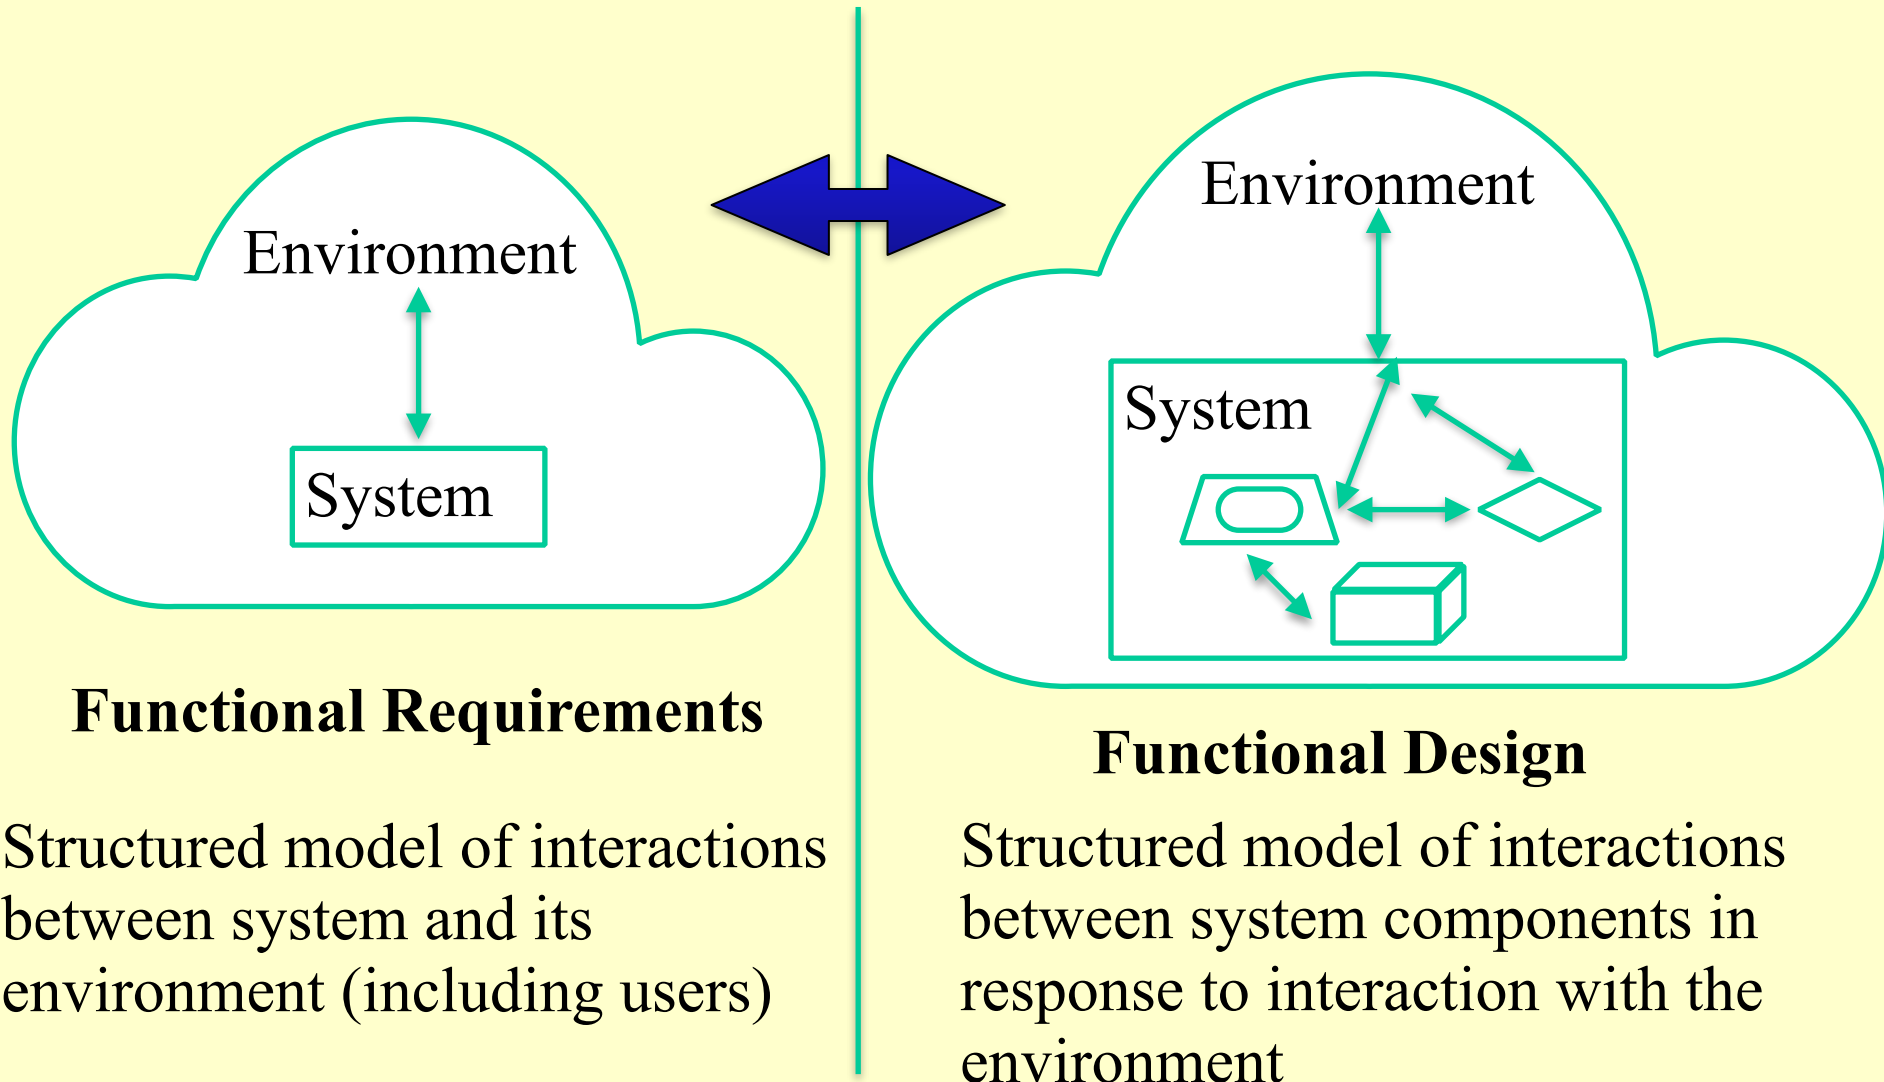 Environment
System
Functional Requirements
Structured model of interactions
between system and its
environment (including users)
Environment
System
Functional Design
Structured model of interactions
between system components in
response to interaction with the
environment